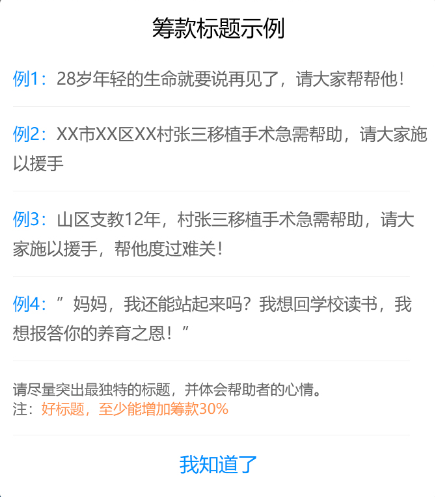 筹款标题示例
例1：28岁年轻的生命就要说再见了，请大家帮帮他！
例2：XX市XX区XX村张三移植手术急需帮助，请大家施
以援手
例3：山区支教12年，村张三移植手术急需帮助，请大
家施以援手，帮他度过难关！
例4：”妈妈，我还能站起来吗？我想回学校读书，我
想报答你的养育之恩！”
请尽量突出最独特的标题，并体会帮助者的心情。
注：好标题，至少能增加筹款30%
我知道了